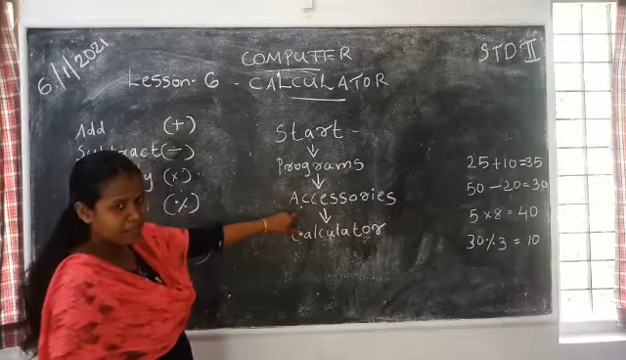 6/1/2021
COMPUTER
STD II
Lesson-6 - CALCULATOR
Add (+)
Subtract (-)
(x)
(%)
Start -
↓
Programs
↓
Accessories
↓
Calculator
25+10=35
50-20=30
5x8=40
30%3=10